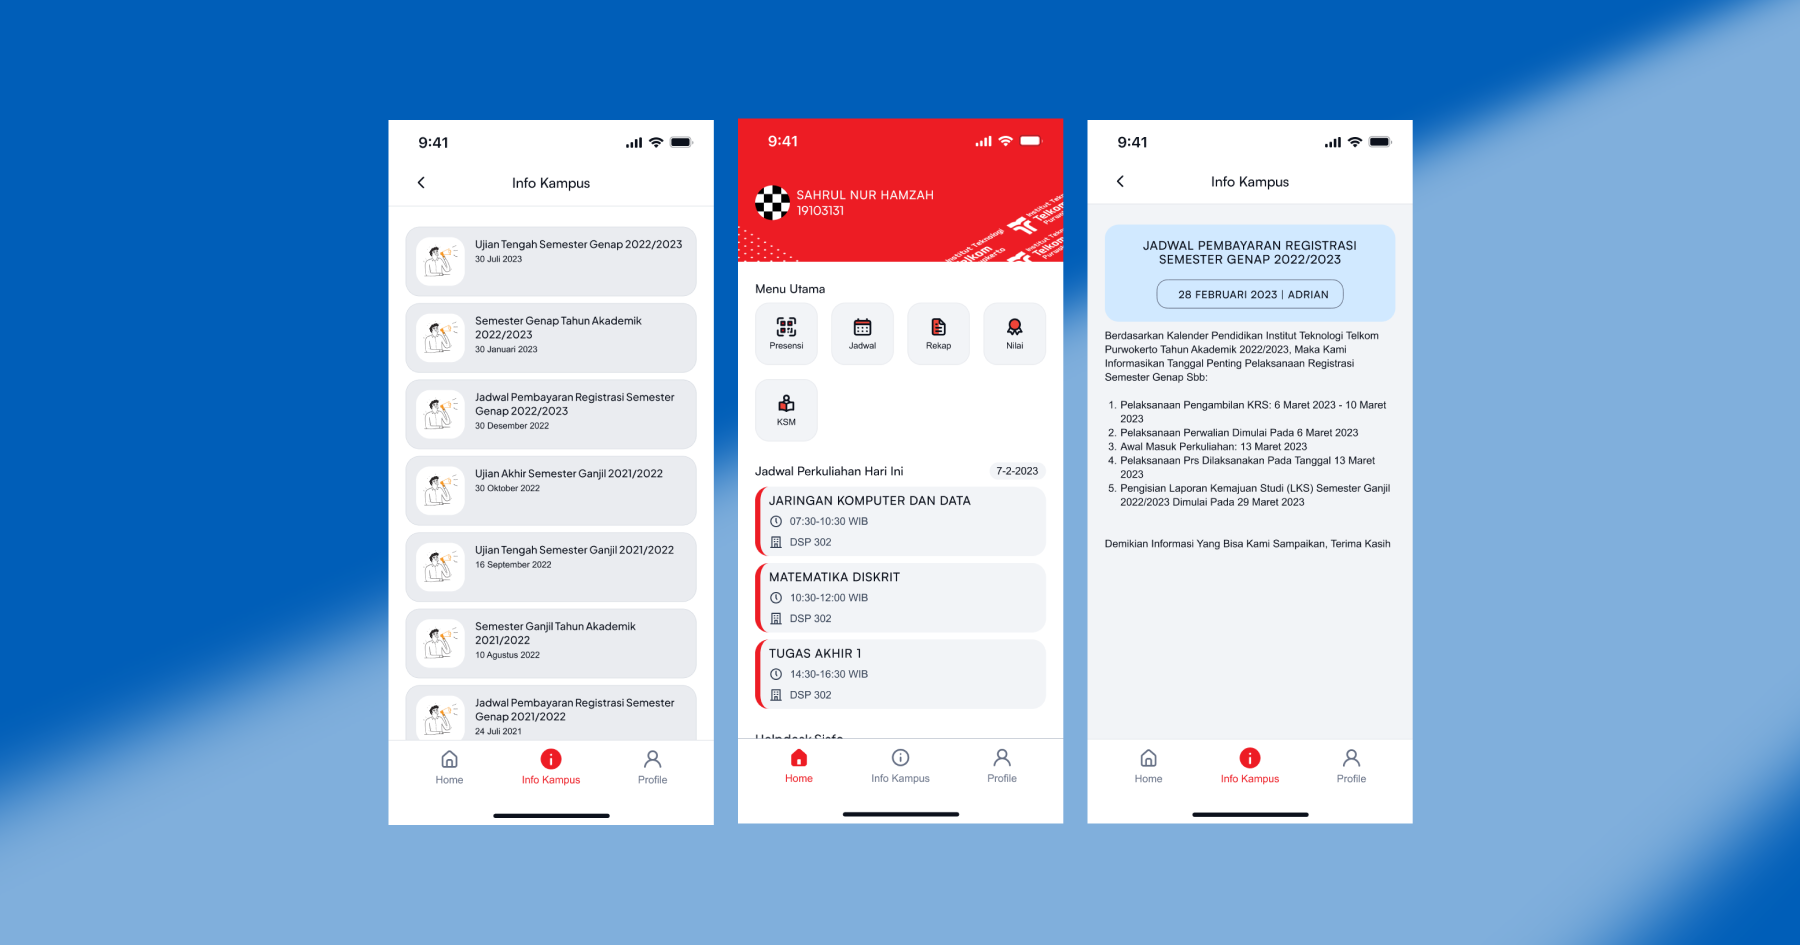 9:41
Info Kampus
Ujian Tengah Semester Genap 2022/2023
30 Juli 2023
Semester Genap Tahun Akademik
2022/2023
30 Januari 2023
Jadwal Pembayaran Registrasi Semester
Genap 2022/2023
30 Desember 2022
Ujian Akhir Semester Ganjil 2021/2022
30 Oktober 2022
Ujian Tengah Semester Ganjil 2021/2022
16 September 2022
Semester Ganjil Tahun Akademik
2021/2022
10 Agustus 2022
Jadwal Pembayaran Registrasi Semester
Genap 2021/2022
24 Juli 2021
Home
Info Kampus
Profile
9:41
SAHRUL NUR HAMZAH
19103131
Institut Teknologi
Telkom
Menu Utama
Presensi
Jadwal
Rekap
Nilai
KSM
Jadwal Perkuliahan Hari Ini
7-2-2023
JARINGAN KOMPUTER DAN DATA
07:30-10:30 WIB
DSP 302
MATEMATIKA DISKRIT
10:30-12:00 WIB
DSP 302
TUGAS AKHIR 1
14:30-16:30 WIB
DSP 302
Helpdesk Sisfo
Home
Info Kampus
Profile
9:41
Info Kampus
JADWAL PEMBAYARAN REGISTRASI
SEMESTER GENAP 2022/2023
28 FEBRUARI 2023 | ADRIAN
Berdasarkan Kalender Pendidikan Institut Teknologi Telkom
Purwokerto Tahun Akademik 2022/2023, Maka Kami
Informasikan Tanggal Penting Pelaksanaan Registrasi
Semester Genap Sbb:
1. Pelaksanaan Pengambilan KRS: 6 Maret 2023 - 10 Maret
2023
2. Pelaksanaan Perwalian Dimulai Pada 6 Maret 2023
3. Awal Masuk Perkuliahan: 13 Maret 2023
4. Pelaksanaan Prs Dilaksanakan Pada Tanggal 13 Maret
2023
5. Pengisian Laporan Kemajuan Studi (LKS) Semester Ganjil
2022/2023 Dimulai Pada 29 Maret 2023
Demikian Informasi Yang Bisa Kami Sampaikan, Terima Kasih
Home
Info Kampus
Profile